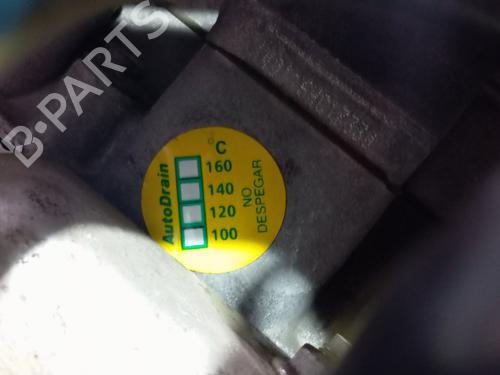 B-PARTS
°C
160
140
120
100
AutoDrain
NO
DESPEGAR